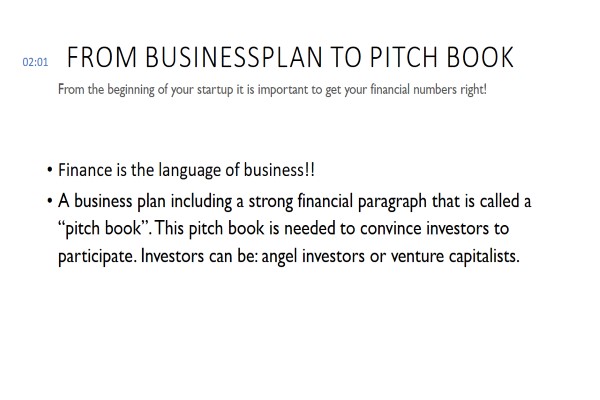 02:01 FROM BUSINESSPLAN TO PITCH BOOK
From the beginning of your startup it is important to get your financial numbers right!
• Finance is the language of business!!
• A business plan including a strong financial paragraph that is called a
“pitch book”. This pitch book is needed to convince investors to
participate. Investors can be: angel investors or venture capitalists.